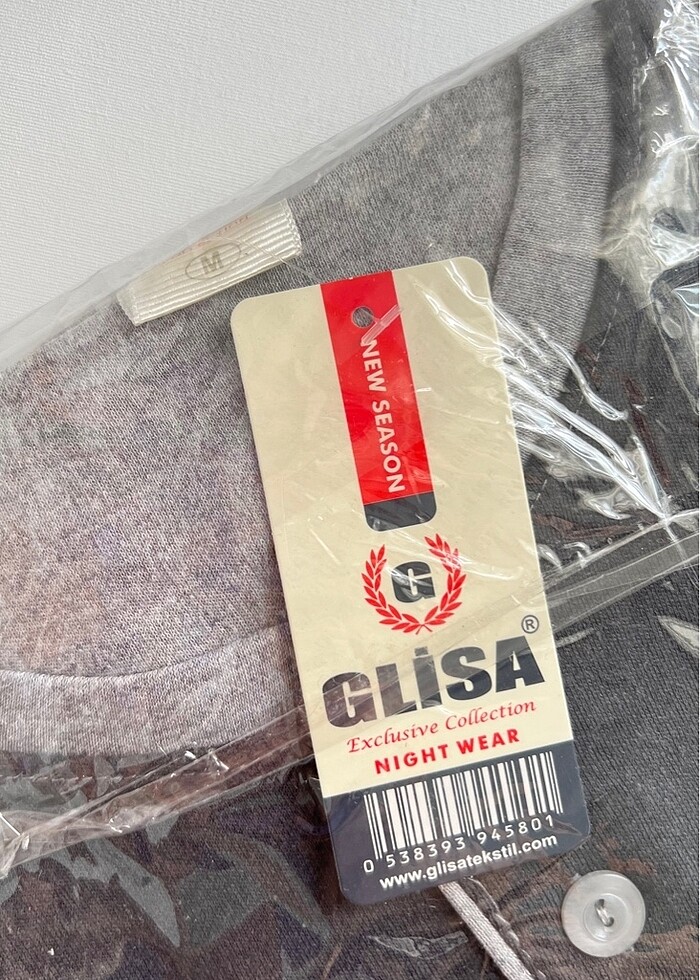 M
NEW SEASON
G
GLİSA®
Exclusive Collection
NIGHT WEAR
0 538393 945801
www.glisatekstil.com